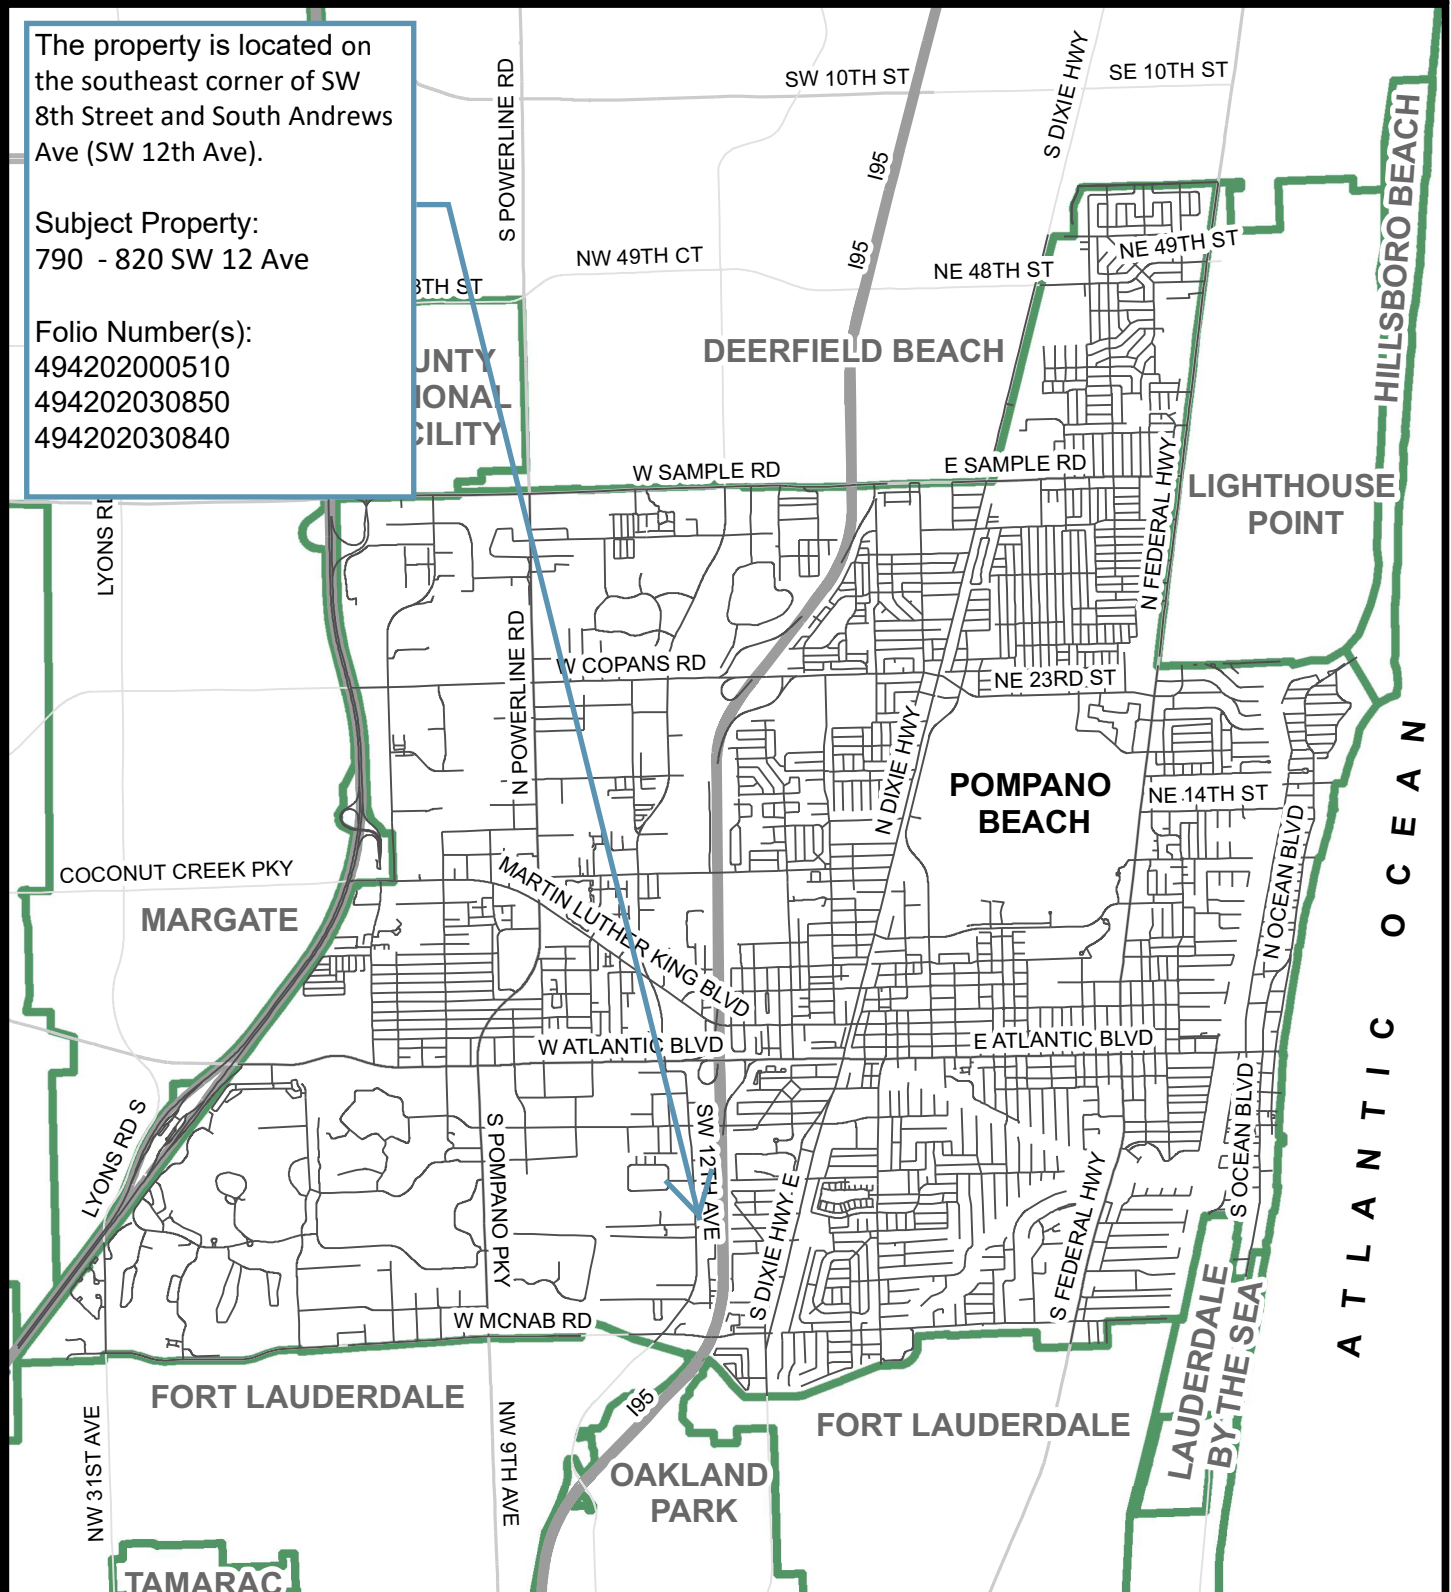 The property is located on
the southeast corner of SW
8th Street and South Andrews
Ave (SW 12th Ave).
Subject Property:
790 - 820 SW 12 Ave
Folio Number(s):
494202000510
494202030850
494202030840
S POWERLINE RD
SW 10TH ST
SE 10TH ST
S DIXIE HWY
I95
I95
HILLSBORO BEACH
NW 49TH CT
NE 48TH ST
NE 49TH ST
8TH ST
UNTY
IONAL
CILITY
DEERFIELD BEACH
W SAMPLE RD
E SAMPLE RD
N FEDERAL HWY
LIGHTHOUSE
POINT
LYONS RD
N POWERLINE RD
W COPANS RD
NE 23RD ST
N DIXIE HWY
POMPANO
BEACH
NE 14TH ST
N OCEAN BLVD
ATLANTIC OCEAN
COCONUT CREEK PKY
MARGATE
MARTIN LUTHER KING BLVD
W ATLANTIC BLVD
E ATLANTIC BLVD
LYONS RD S
S POMPANO PKY
SW 12TH AVE
S DIXIE HWY E
S FEDERAL HWY
S OCEAN BLVD
W MCNAB RD
LAUDERDALE
BY THE SEA
FORT LAUDERDALE
FORT LAUDERDALE
I95
NW 31ST AVE
NW 9TH AVE
OAKLAND
PARK
TAMARAC